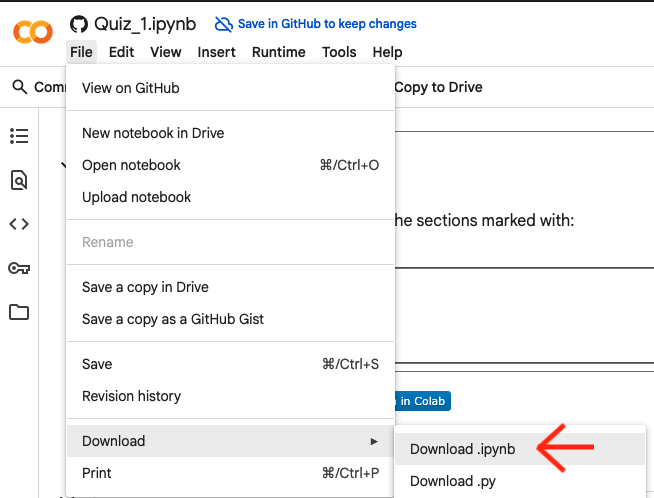 Quiz_1.ipynb
Save in GitHub to keep changes
File Edit View Insert Runtime Tools Help
Copy to Drive
View on GitHub
New notebook in Drive
Open notebook ⌘/Ctrl+O
Upload notebook
he sections marked with:
Rename
Save a copy in Drive
Save a copy as a GitHub Gist
Save ⌘/Ctrl+S
Revision history
in Colab
Download
Download .ipynb
Print ⌘/Ctrl+P
Download .py